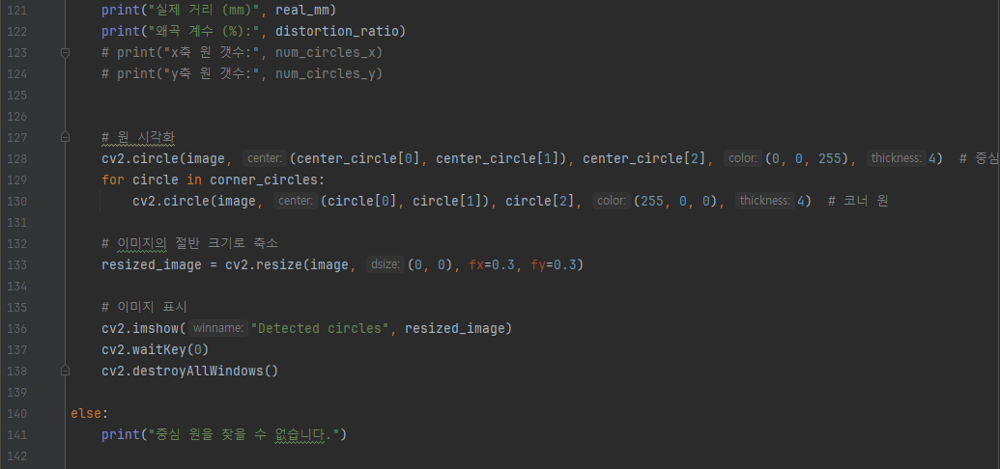 121 print("실제 거리 (mm)", real_mm)
122 print("왜곡 계수 (%):", distortion_ratio)
123 # print("x축 원 갯수:", num_circles_x)
124 # print("y축 원 갯수:", num_circles_y)
125
126
127 # 원 시각화
128 cv2.circle(image, center: (center_circle[0], center_circle[1]), center_circle[2], color: (0, 0, 255), thickness: 4) # 중심
129 for circle in corner_circles:
130 cv2.circle(image, center: (circle[0], circle[1]), circle[2], color: (255, 0, 0), thickness: 4) # 코너 원
131
132 # 이미지의 절반 크기로 축소
133 resized_image = cv2.resize(image, dsize: (0, 0), fx=0.3, fy=0.3)
134
135 # 이미지 표시
136 cv2.imshow( winname: "Detected circles", resized_image)
137 cv2.waitKey(0)
138 cv2.destroyAllWindows()
139
140 else:
141 print("중심 원을 찾을 수 없습니다.")
142